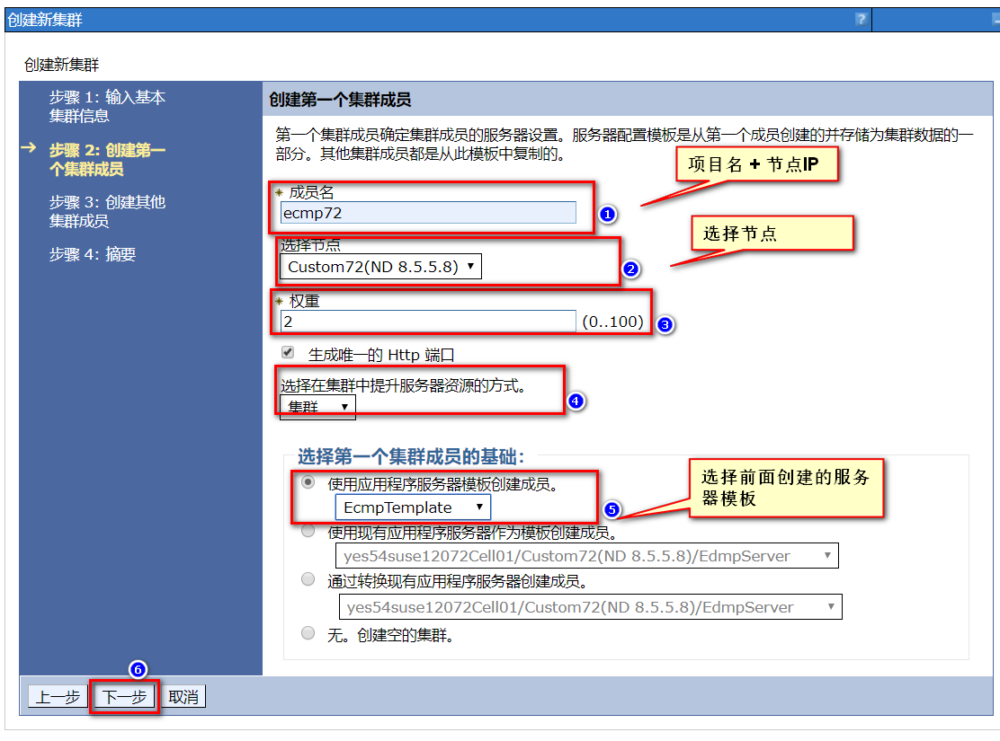 创建新集群
?
创建新集群
步骤 1: 输入基本
集群信息
步骤 2: 创建第一
个集群成员
步骤 3: 创建其他
集群成员
步骤 4: 摘要
创建第一个集群成员
第一个集群成员确定集群成员的服务器设置。服务器配置模板是从第一个成员创建的并存储为集群数据的一
部分。其他集群成员都是从此模板中复制的。
项目名 + 节点IP
成员名
ecmp72
1
选择节点
选择节点
Custom72(ND 8.5.5.8)
2
权重
2
(0..100)
3
生成唯一的 Http 端口
选择在集群中提升服务器资源的方式。
集群
4
选择第一个集群成员的基础：
使用应用程序服务器模板创建成员。
EcmpTemplate
5
选择前面创建的服务
器模板
使用现有应用程序服务器作为模板创建成员。
yes54suse12072Cell01/Custom72(ND 8.5.5.8)/EdmpServer
通过转换现有应用程序服务器创建成员。
yes54suse12072Cell01/Custom72(ND 8.5.5.8)/EdmpServer
无。创建空的集群。
6
上一步
下一步
取消